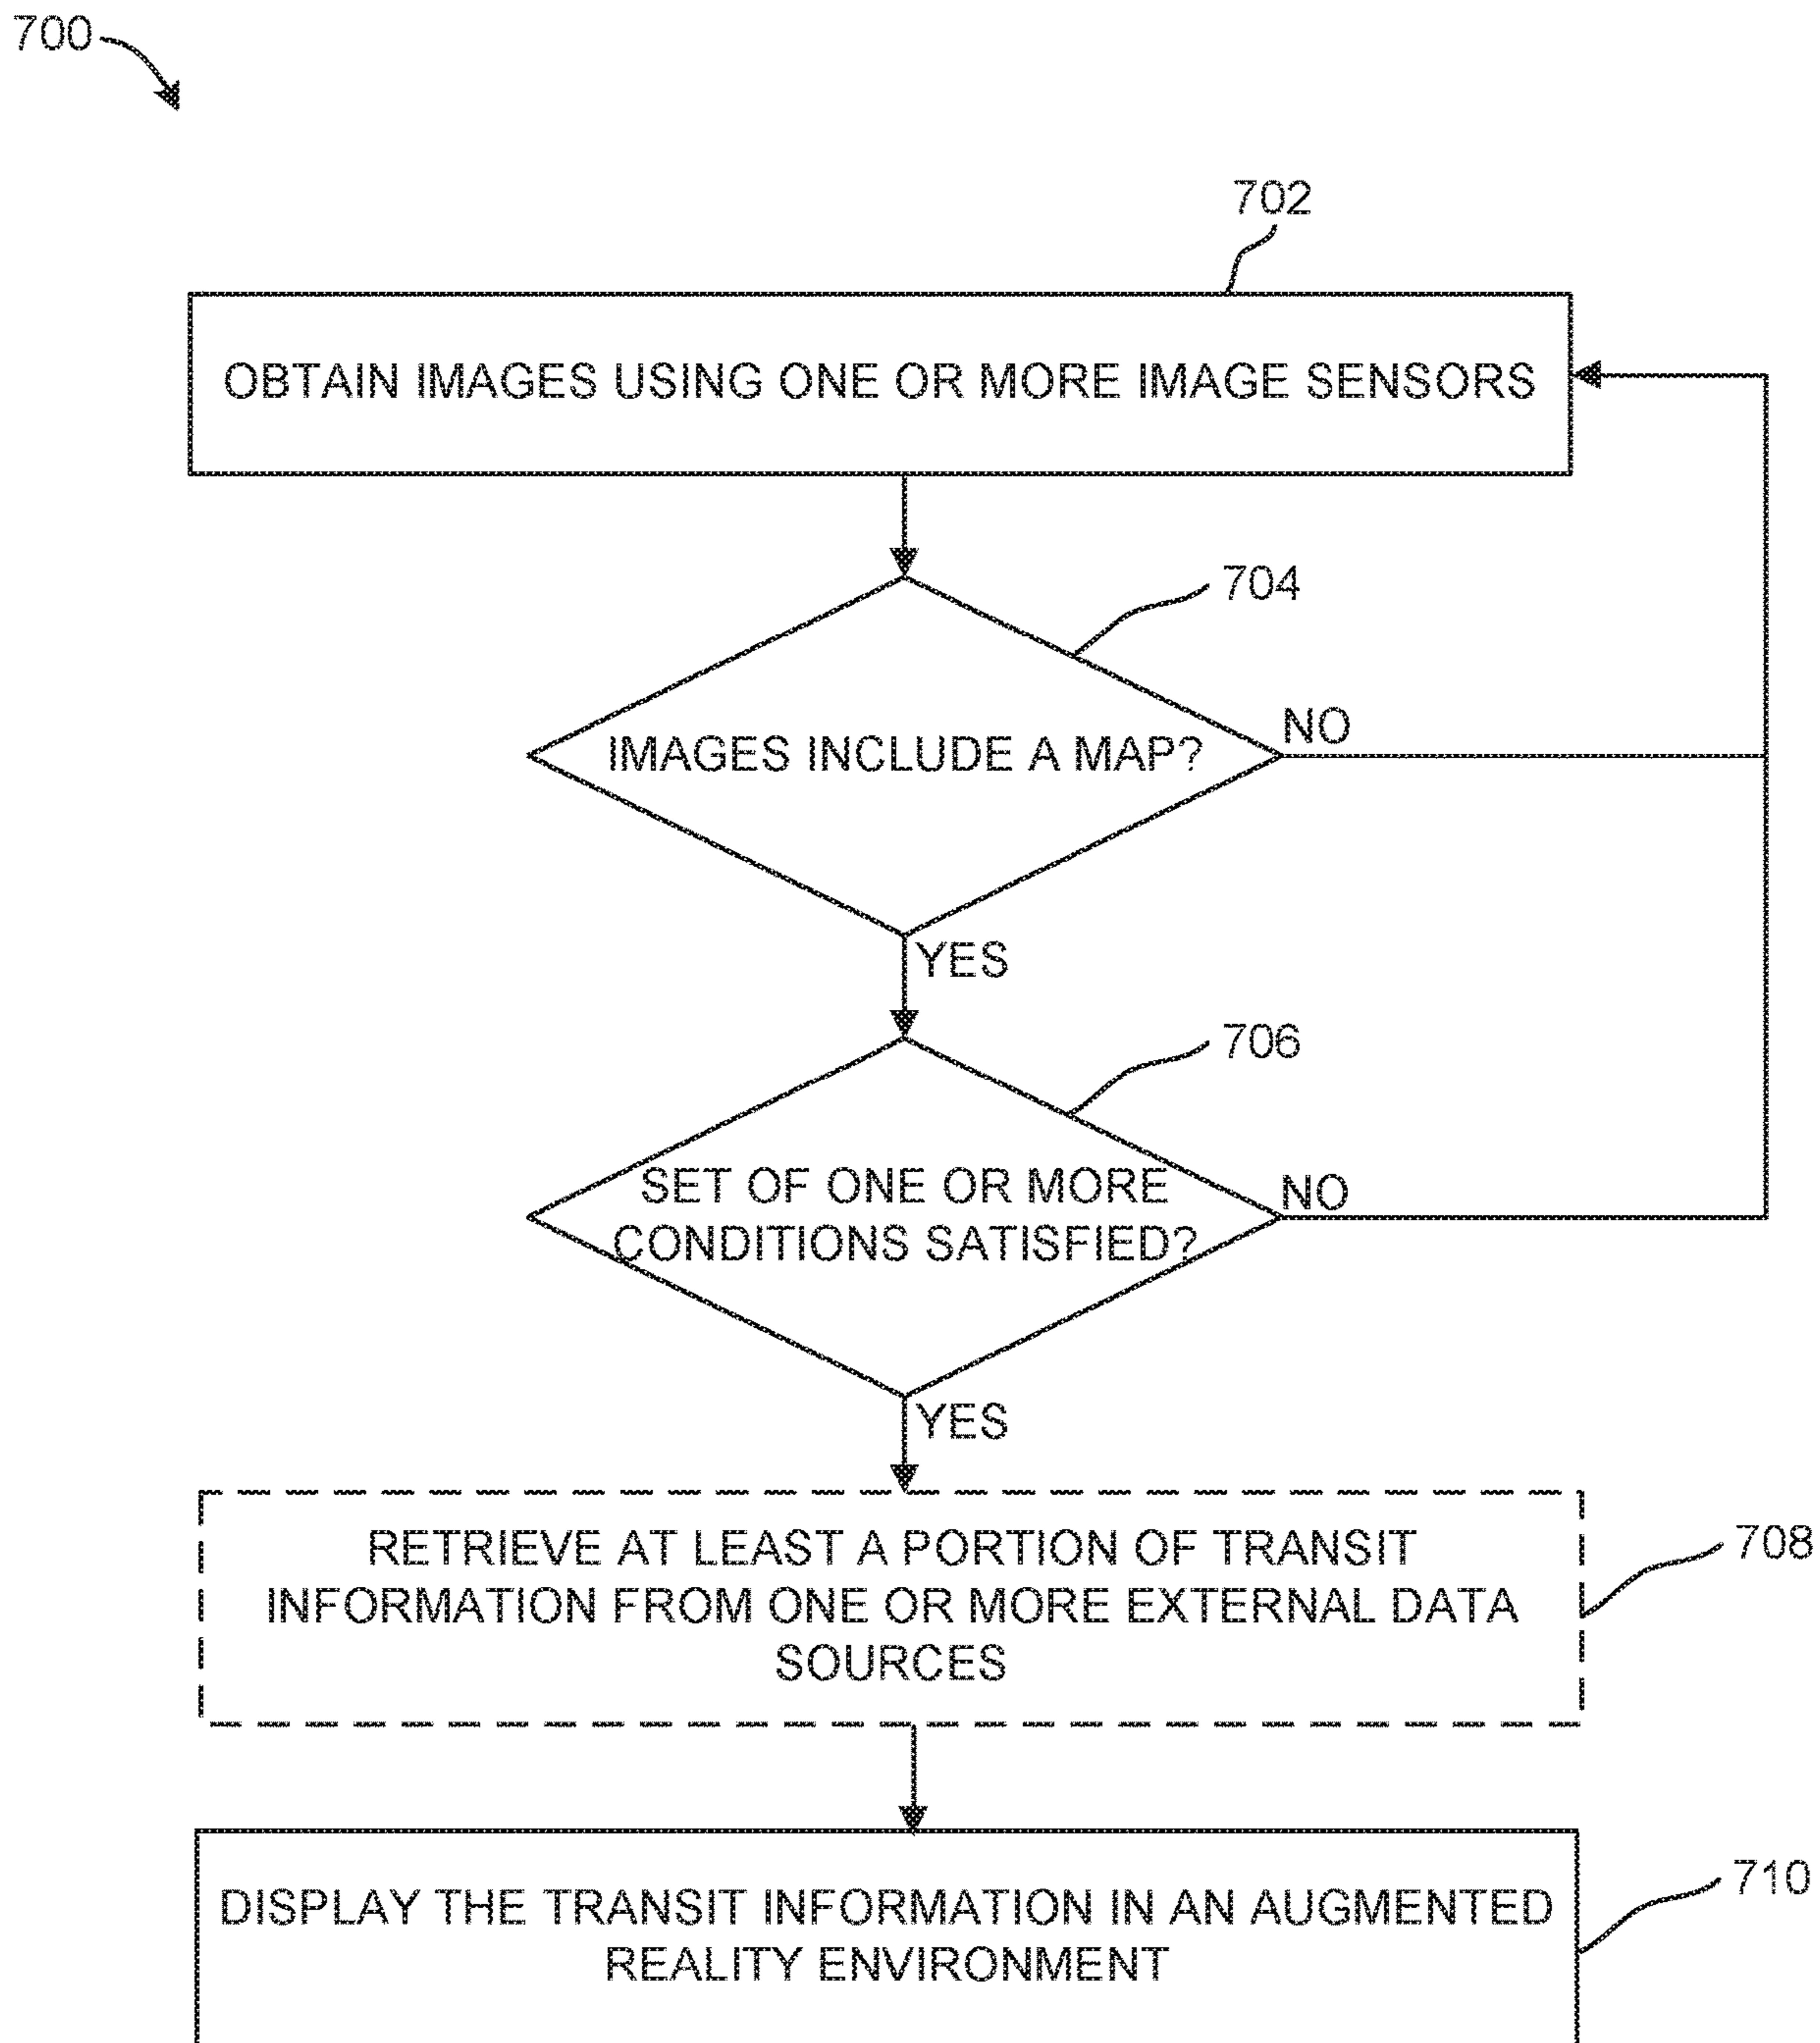 700
702
OBTAIN IMAGES USING ONE OR MORE IMAGE SENSORS
704
IMAGES INCLUDE A MAP?
NO
YES
706
SET OF ONE OR MORE
CONDITIONS SATISFIED?
NO
YES
RETRIEVE AT LEAST A PORTION OF TRANSIT
INFORMATION FROM ONE OR MORE EXTERNAL DATA
SOURCES
708
DISPLAY THE TRANSIT INFORMATION IN AN AUGMENTED
REALITY ENVIRONMENT
710